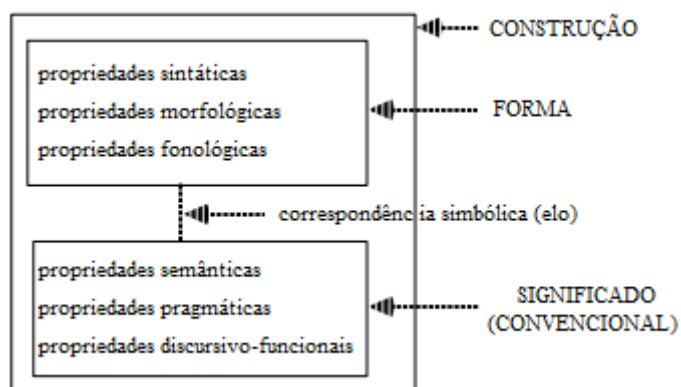 CONSTRUÇÃO
propriedades sintáticas
propriedades morfológicas
propriedades fonológicas
FORMA
correspondência simbólica (elo)
propriedades semânticas
propriedades pragmáticas
propriedades discursivo-funcionais
SIGNIFICADO
(CONVENCIONAL)